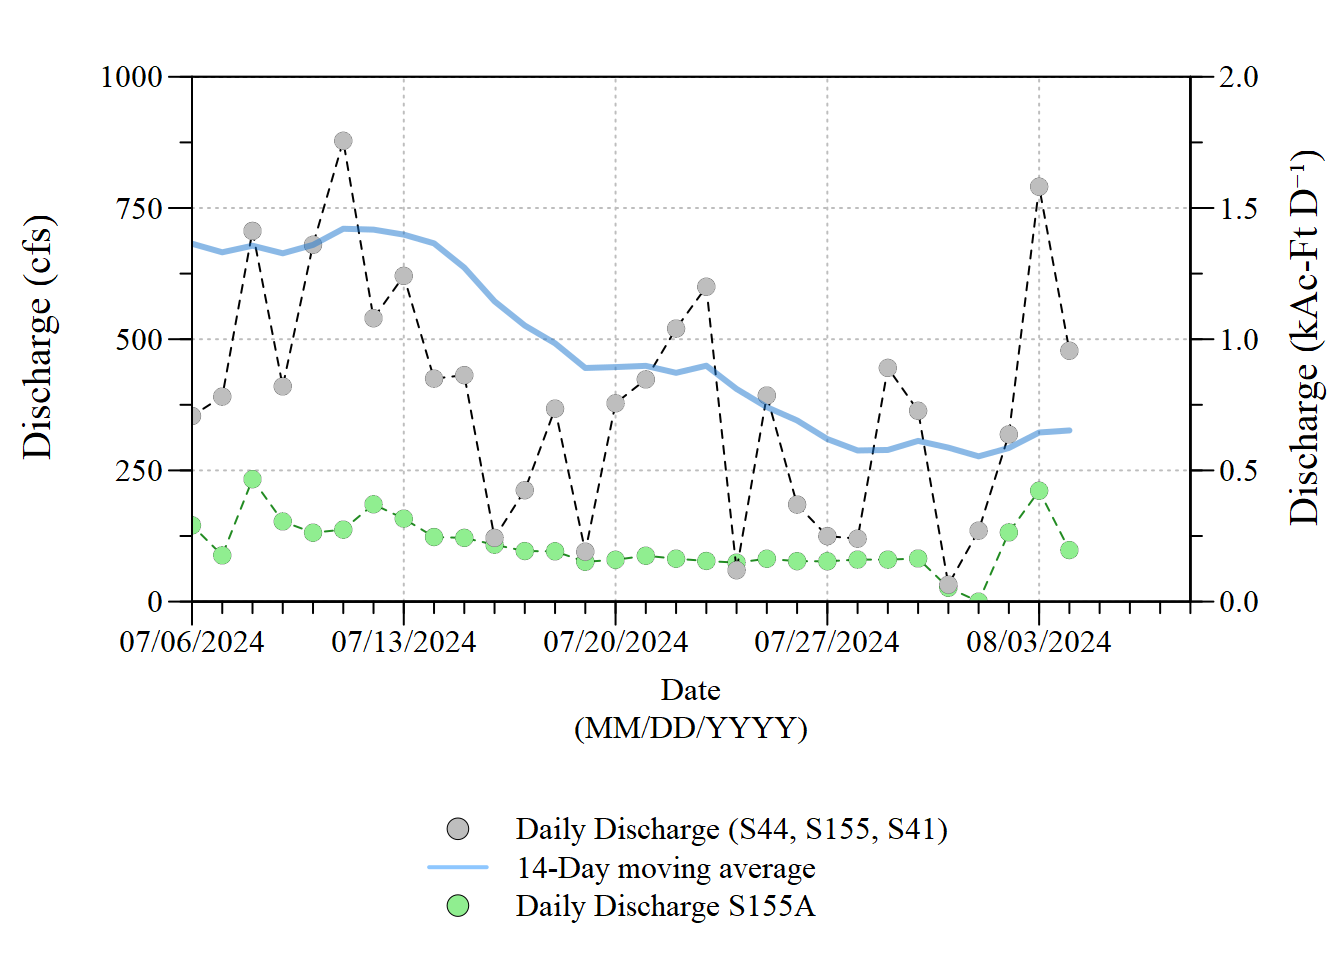 1000
750
500
250
0
Discharge (cfs)
2.0
1.5
1.0
0.5
0.0
Discharge (kAc-Ft D⁻¹)
07/06/2024 07/13/2024 07/20/2024 07/27/2024 08/03/2024
Date
(MM/DD/YYYY)
Daily Discharge (S44, S155, S41)
14-Day moving average
Daily Discharge S155A